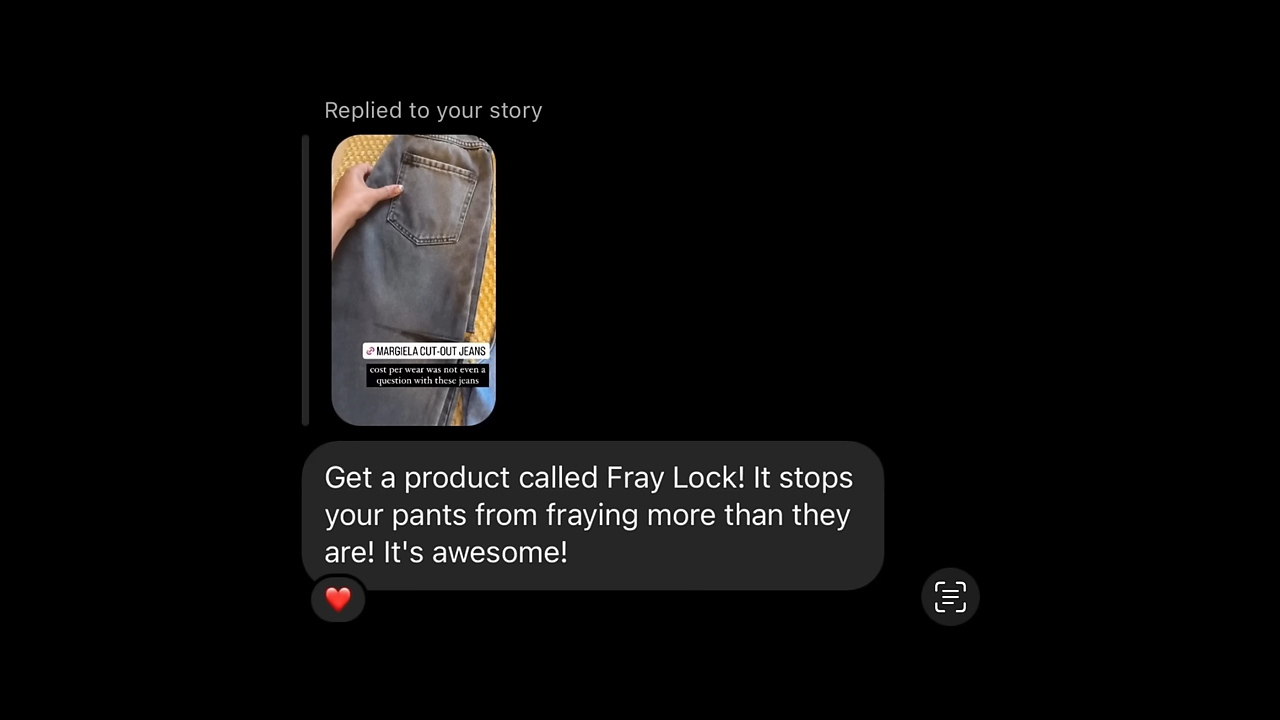 Replied to your story
MARGIELA CUT-OUT JEANS
cost per wear was not even a
question with these jeans
Get a product called Fray Lock! It stops
your pants from fraying more than they
are! It's awesome!